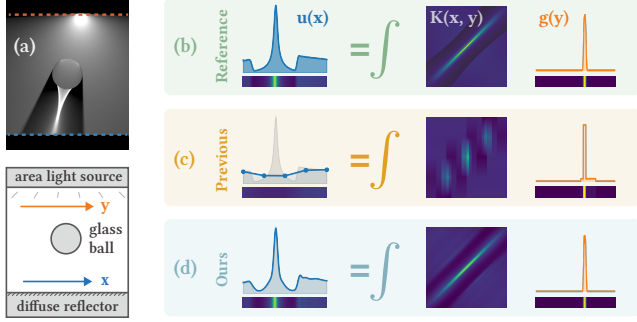 (a)
area light source
y
glass
ball
x
diffuse reflector
(b)
Reference
u(x)
=∫
K(x, y)
g(y)
(c)
Previous
=∫
(d)
Ours
=∫